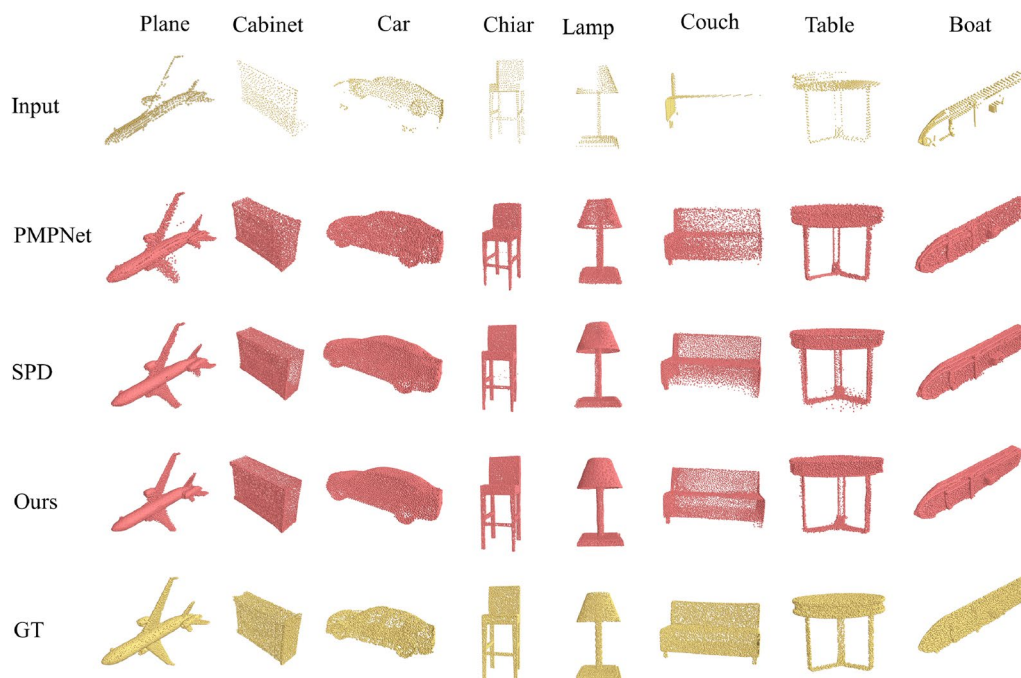 Plane Cabinet Car Chiar Lamp Couch Table Boat
Input
PMPNet
SPD
Ours
GT